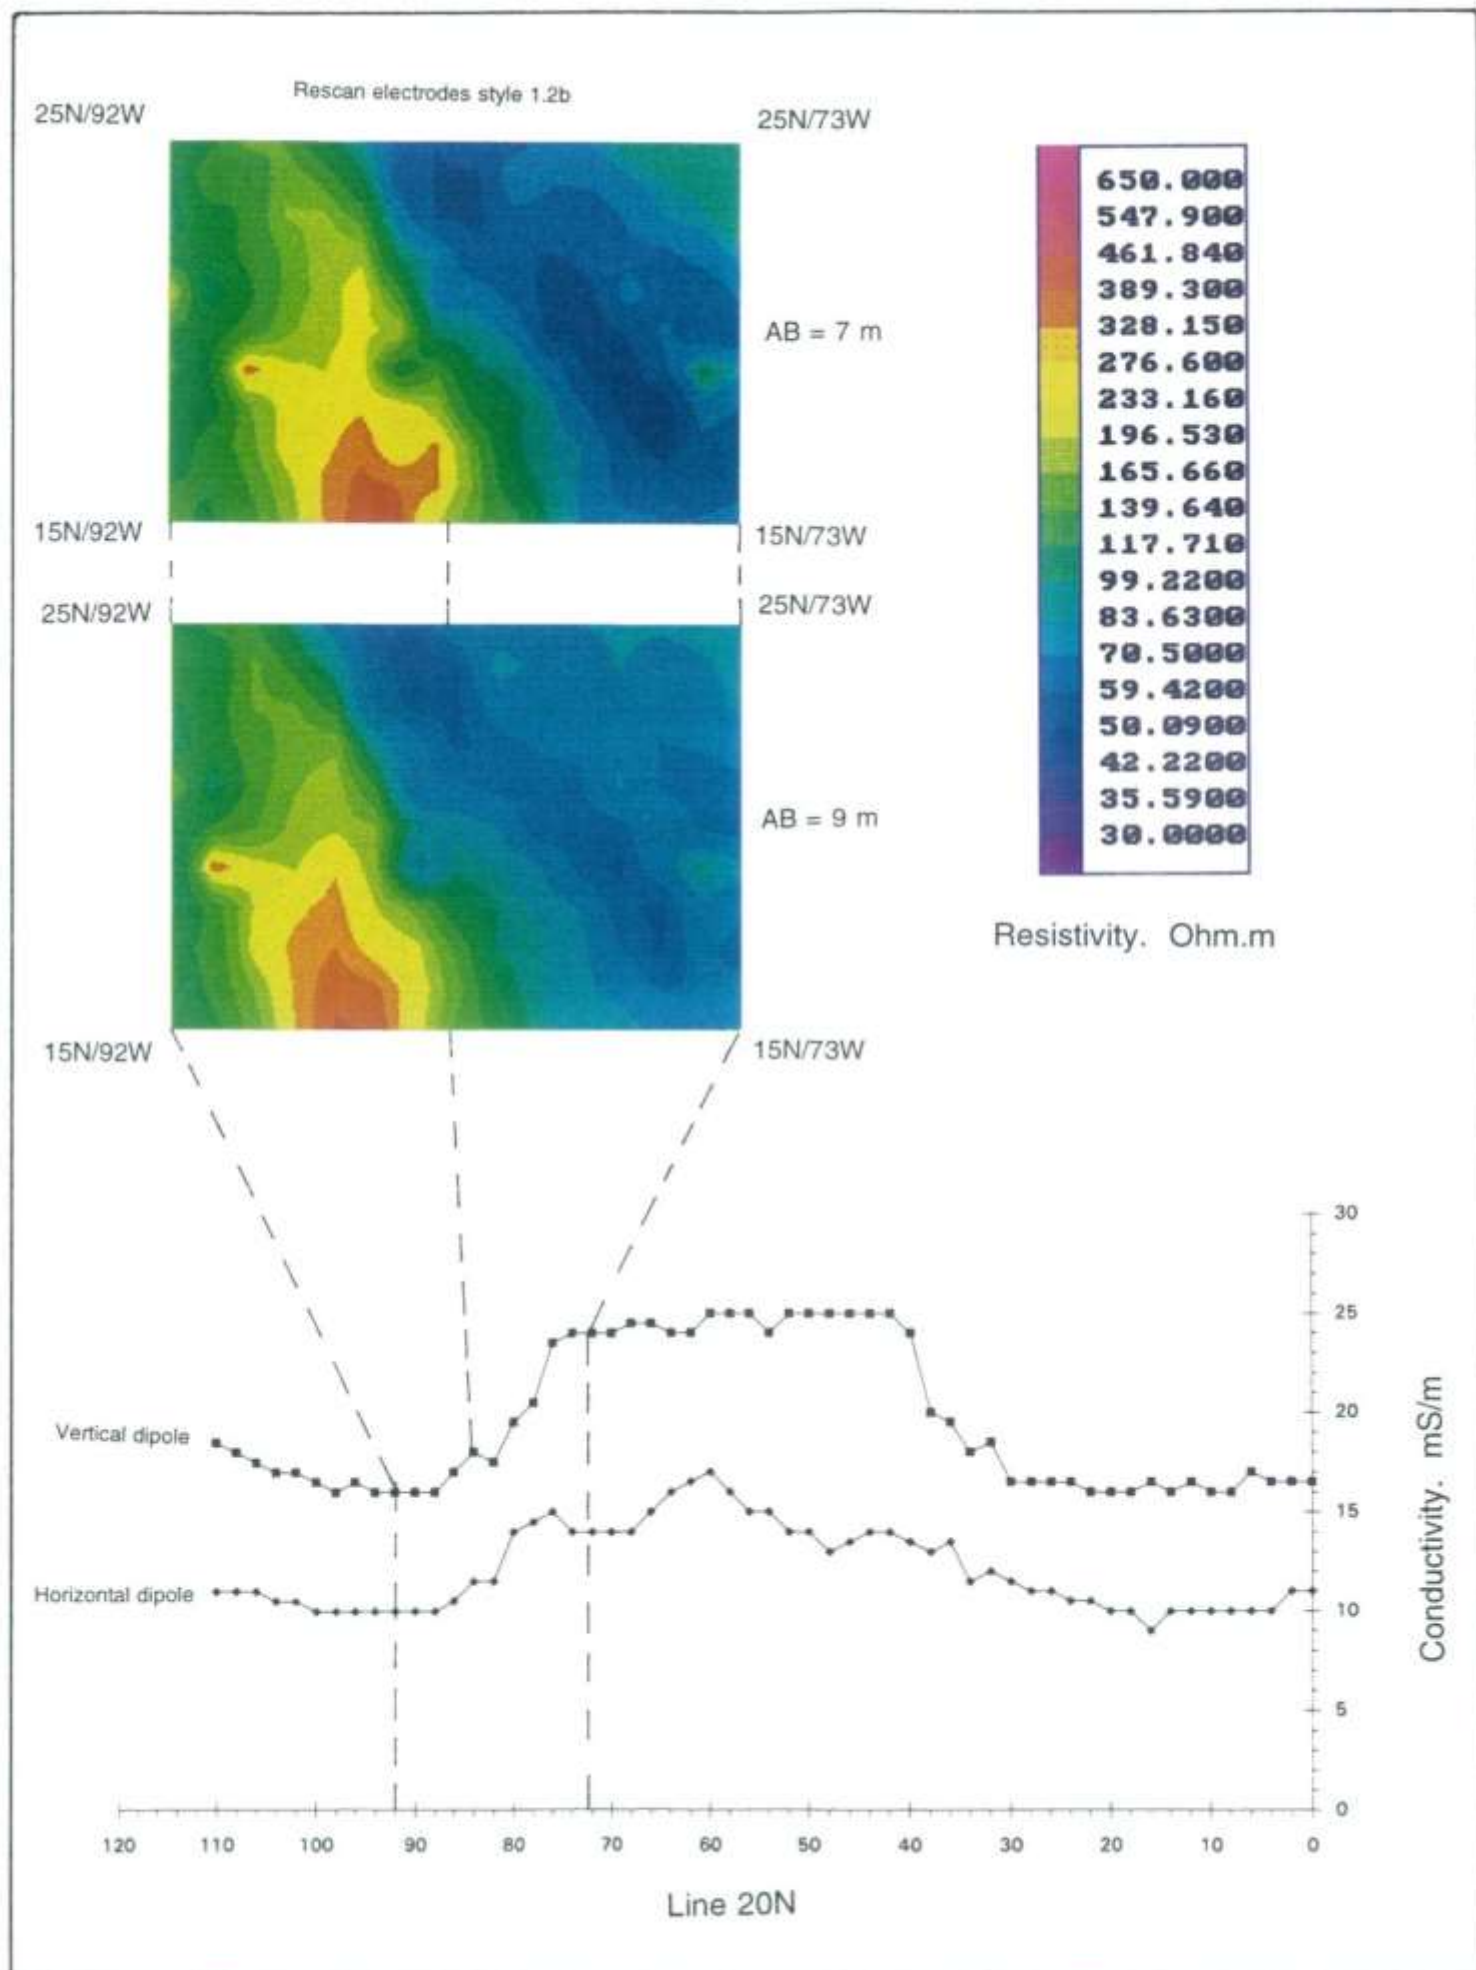 Rescan electrodes style 1.2b
25N/92W
25N/73W
AB = 7 m
15N/92W
15N/73W
25N/92W
25N/73W
AB = 9 m
15N/92W
15N/73W
650.000
547.900
461.840
389.300
328.150
276.600
233.160
196.530
165.660
139.640
117.710
99.2200
83.6300
70.5000
59.4200
50.0900
42.2200
35.5900
30.0000
Resistivity. Ohm.m
Vertical dipole
Horizontal dipole
30
25
20
15
10
5
0
Conductivity. mS/m
120 110 100 90 80 70 60 50 40 30 20 10 0
Line 20N